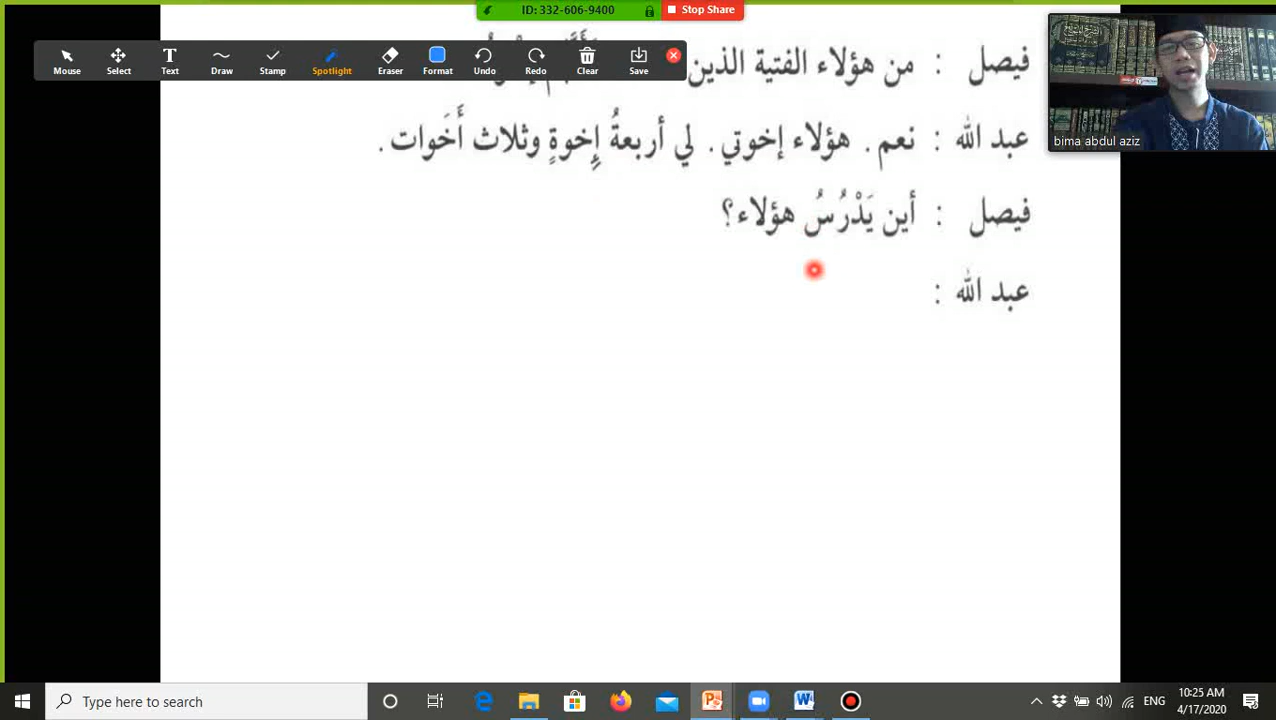 ID: 332-606-9400 Stop Share
Mouse Select Text Draw Stamp Spotlight Eraser Format Undo Redo Clear Save
bima abdul aziz
فيصل : من هؤلاء الفتية الذين
عبد الله : نعم . هؤلاء إخوتي . لي أربعةُ إِخوةٍ وثلاث أَخَوات .
فيصل : أين يَدْرُسُ هؤلاء؟
عبد الله :
Type here to search
ENG
10:25 AM
4/17/2020